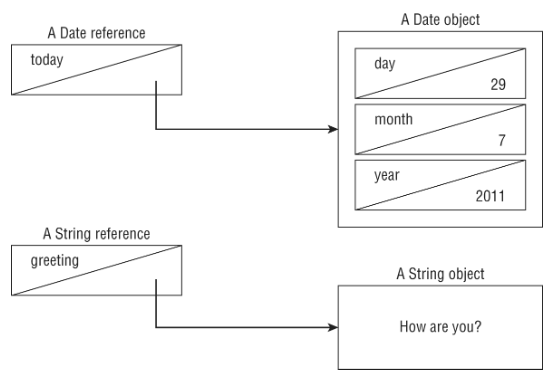 A Date reference
today
A Date object
day
29
month
7
year
2011
A String reference
greeting
A String object
How are you?